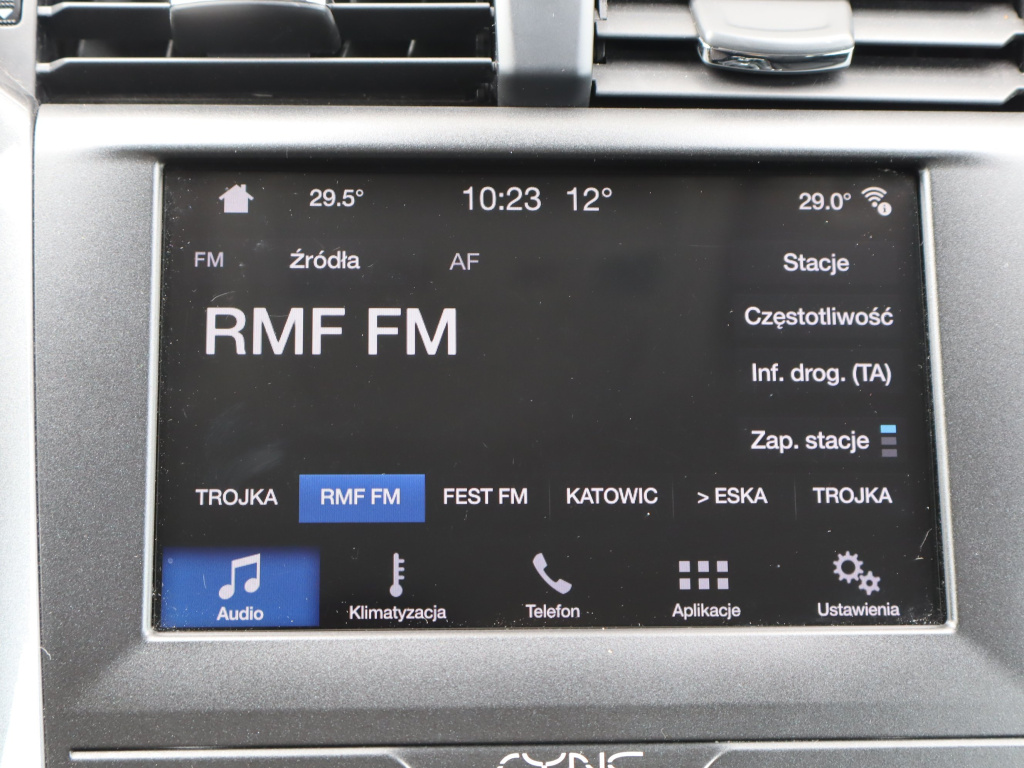 29.5° 10:23 12° 29.0°
FM Źródła AF Stacje
RMF FM
Częstotliwość
Inf. drog. (TA)
Zap. stacje
TROJKA RMF FM FEST FM KATOWIC > ESKA TROJKA
Audio Klimatyzacja Telefon Aplikacje Ustawienia
SYNC